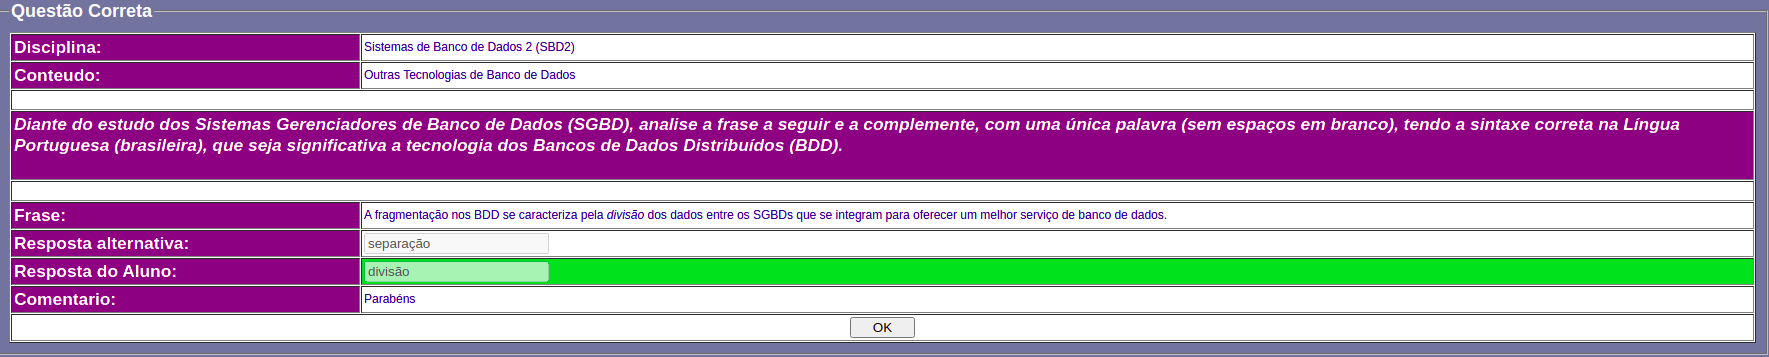 Questão Correta
Disciplina: Sistemas de Banco de Dados 2 (SBD2)
Conteudo: Outras Tecnologias de Banco de Dados
Diante do estudo dos Sistemas Gerenciadores de Banco de Dados (SGBD), analise a frase a seguir e a complemente, com uma única palavra (sem espaços em branco), tendo a sintaxe correta na Língua
Portuguesa (brasileira), que seja significativa a tecnologia dos Bancos de Dados Distribuídos (BDD).
Frase: A fragmentação nos BDD se caracteriza pela divisão dos dados entre os SGBDs que se integram para oferecer um melhor serviço de banco de dados.
Resposta alternativa: separação
Resposta do Aluno: divisão
Comentario: Parabéns
OK